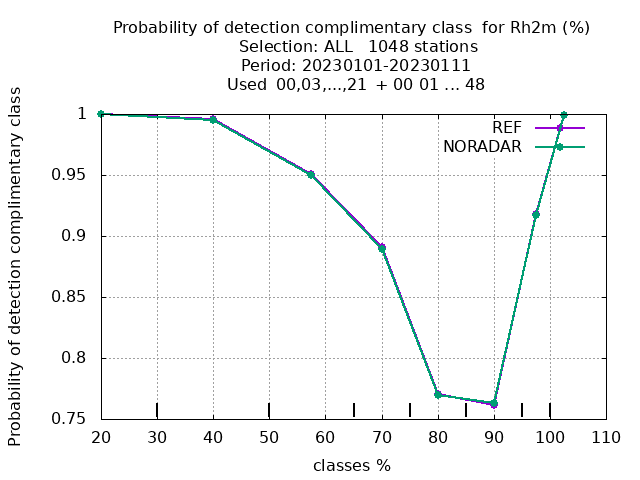 Probability of detection complimentary class  for Rh2m (%)
Selection: ALL   1048 stations
Period: 20230101-20230111
Used  00,03,...,21  + 00 01 ... 48
Probability of detection complimentary class
1
0.95
0.9
0.85
0.8
0.75
REF
NORADAR
20 30 40 50 60 70 80 90 100 110
classes %